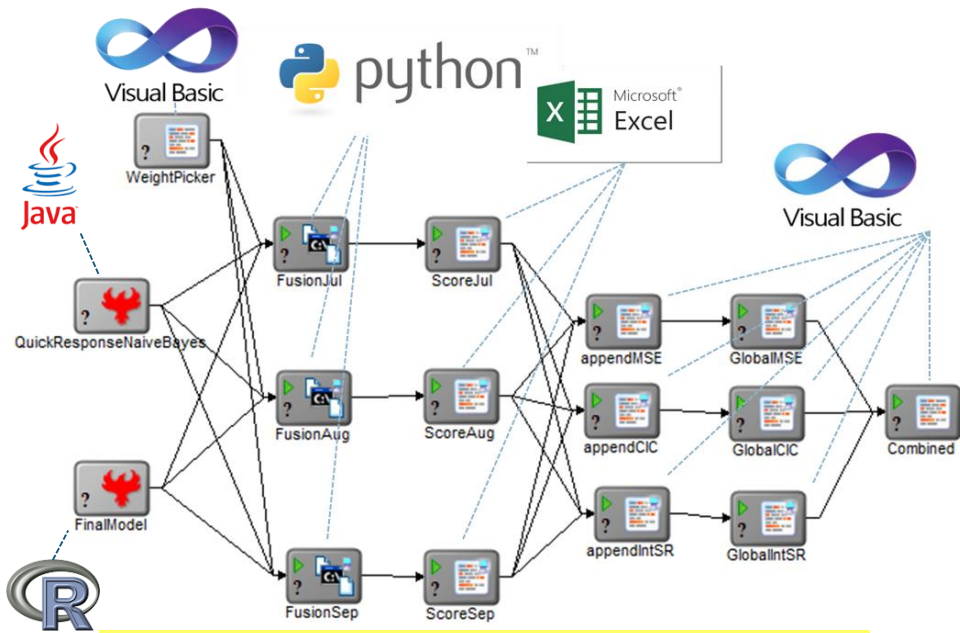 Visual Basic
python™
Microsoft®
Excel
Java™
Visual Basic
?
WeightPicker
?
FusionJul
?
ScoreJul
?
QuickResponseNaiveBayes
?
appendMSE
?
GlobalMSE
?
FusionAug
?
ScoreAug
?
appendCIC
?
GlobalCIC
?
Combined
?
FinalModel
?
appendIntSR
?
GlobalIntSR
R
?
FusionSep
?
ScoreSep